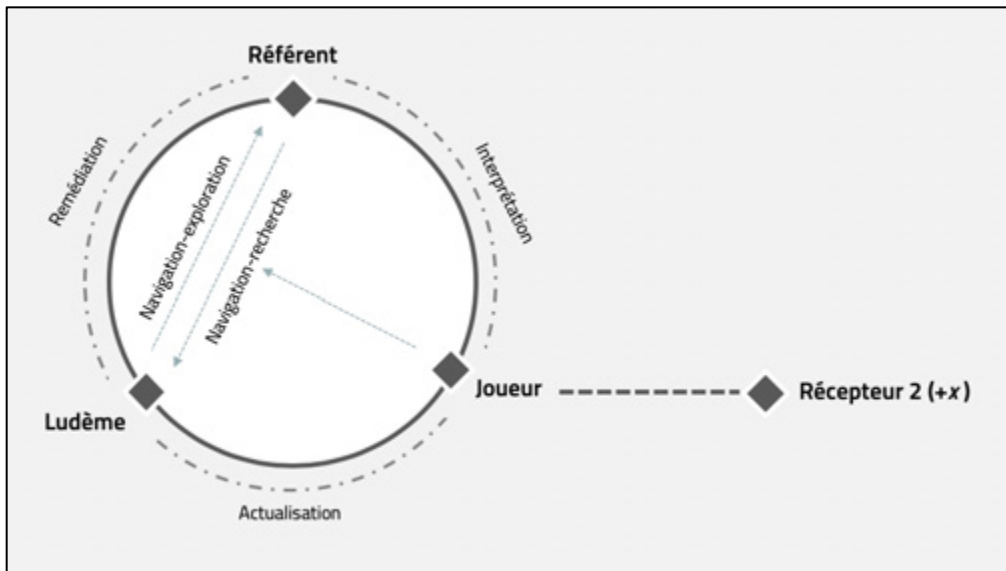 Référent
Remédiation
Interprétation
Navigation-exploration
Navigation-recherche
Joueur
Récepteur 2 (+x)
Ludème
Actualisation